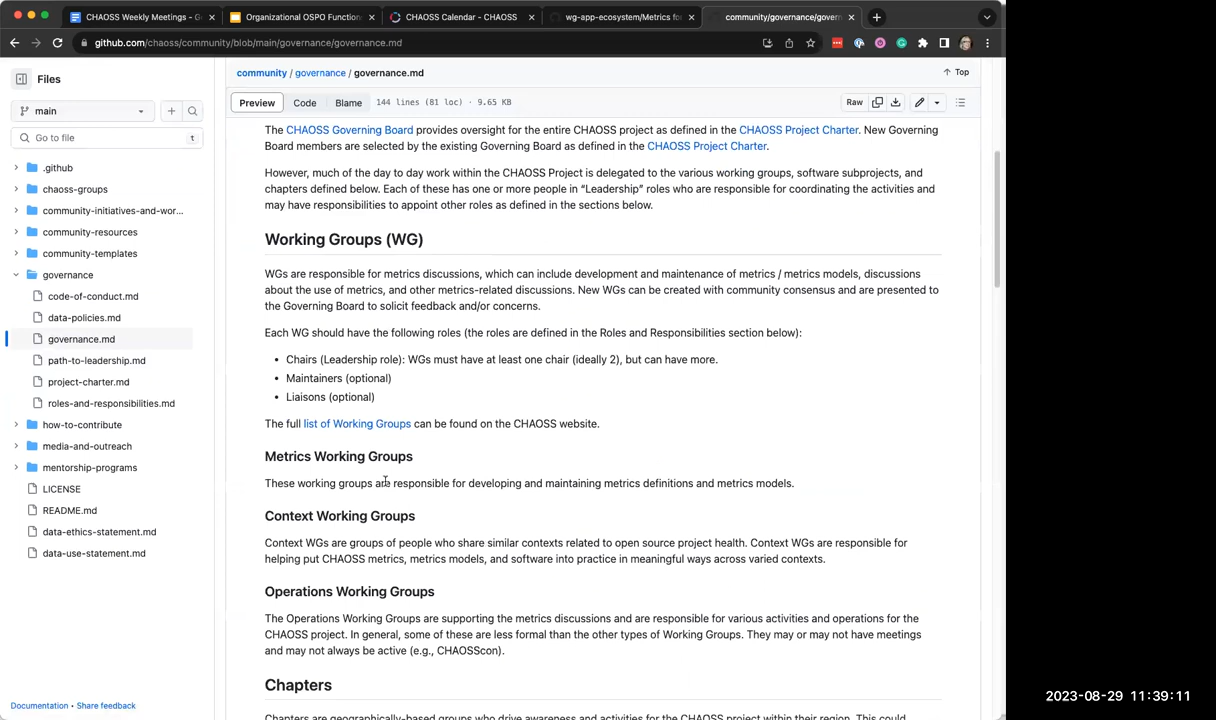 CHAOSS Weekly Meetings - G
Organizational OSPO Function
CHAOSS Calendar - CHAOSS
wg-app-ecosystem/Metrics fo
community/governance/govern
github.com/chaoss/community/blob/main/governance/governance.md
Files
main
Go to file
t
.github
chaoss-groups
community-initiatives-and-wor...
community-resources
community-templates
governance
code-of-conduct.md
data-policies.md
governance.md
path-to-leadership.md
project-charter.md
roles-and-responsibilities.md
how-to-contribute
media-and-outreach
mentorship-programs
LICENSE
README.md
data-ethics-statement.md
data-use-statement.md
Documentation • Share feedback
community / governance / governance.md
Top
Preview Code Blame 144 lines (81 loc) · 9.65 KB
Raw
The CHAOSS Governing Board provides oversight for the entire CHAOSS project as defined in the CHAOSS Project Charter. New Governing
Board members are selected by the existing Governing Board as defined in the CHAOSS Project Charter.
However, much of the day to day work within the CHAOSS Project is delegated to the various working groups, software subprojects, and
chapters defined below. Each of these has one or more people in “Leadership” roles who are responsible for coordinating the activities and
may have responsibilities to appoint other roles as defined in the sections below.
Working Groups (WG)
WGs are responsible for metrics discussions, which can include development and maintenance of metrics / metrics models, discussions
about the use of metrics, and other metrics-related discussions. New WGs can be created with community consensus and are presented to
the Governing Board to solicit feedback and/or concerns.
Each WG should have the following roles (the roles are defined in the Roles and Responsibilities section below):
• Chairs (Leadership role): WGs must have at least one chair (ideally 2), but can have more.
• Maintainers (optional)
• Liaisons (optional)
The full list of Working Groups can be found on the CHAOSS website.
Metrics Working Groups
These working groups are responsible for developing and maintaining metrics definitions and metrics models.
Context Working Groups
Context WGs are groups of people who share similar contexts related to open source project health. Context WGs are responsible for
helping put CHAOSS metrics, metrics models, and software into practice in meaningful ways across varied contexts.
Operations Working Groups
The Operations Working Groups are supporting the metrics discussions and are responsible for various activities and operations for the
CHAOSS project. In general, some of these are less formal than the other types of Working Groups. They may or may not have meetings
and may not always be active (e.g., CHAOSScon).
Chapters
Chapters are geographically-based groups who drive awareness and activities for the CHAOSS project within their region. This could
2023-08-29 11:39:11